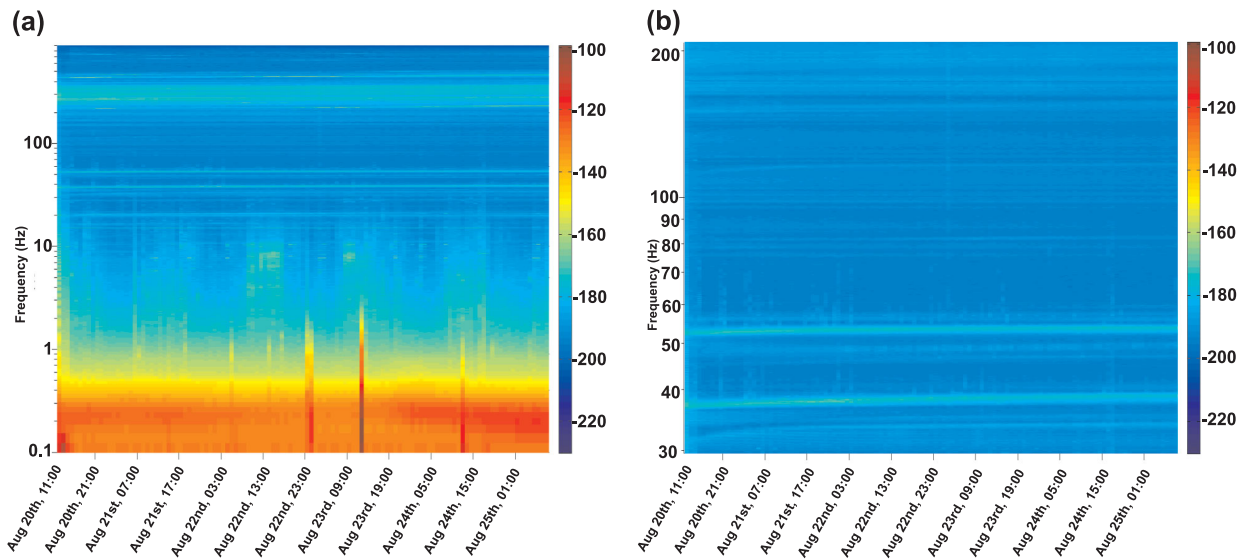 (a)
Frequency (Hz)
100
10
1
0.1
-100
-120
-140
-160
-180
-200
-220
Aug 20th, 11:00
Aug 20th, 21:00
Aug 21st, 07:00
Aug 21st, 17:00
Aug 22nd, 03:00
Aug 22nd, 13:00
Aug 22nd, 23:00
Aug 23rd, 09:00
Aug 23rd, 19:00
Aug 24th, 05:00
Aug 24th, 15:00
Aug 25th, 01:00
(b)
Frequency (Hz)
200
100
90
80
70
60
50
40
30
-100
-120
-140
-160
-180
-200
-220
Aug 20th, 11:00
Aug 20th, 21:00
Aug 21st, 07:00
Aug 21st, 17:00
Aug 22nd, 03:00
Aug 22nd, 13:00
Aug 22nd, 23:00
Aug 23rd, 09:00
Aug 23rd, 19:00
Aug 24th, 05:00
Aug 24th, 15:00
Aug 25th, 01:00